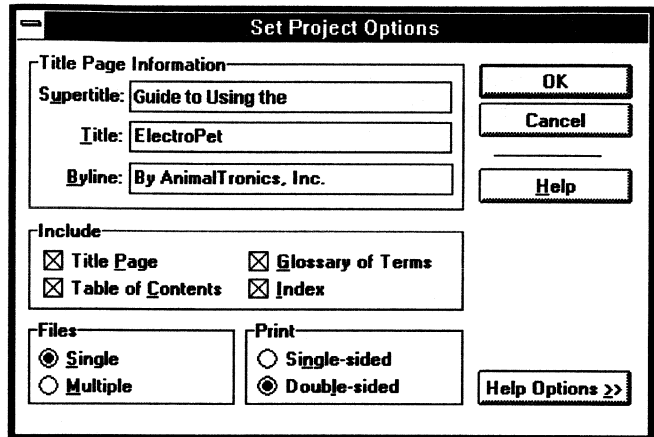 Set Project Options
Title Page Information
Supertitle: Guide to Using the
Title: ElectroPet
Byline: By AnimalTronics, Inc.
OK
Cancel
Help
Include
Title Page
Glossary of Terms
Table of Contents
Index
Files
Single
Multiple
Print
Single-sided
Double-sided
Help Options >>